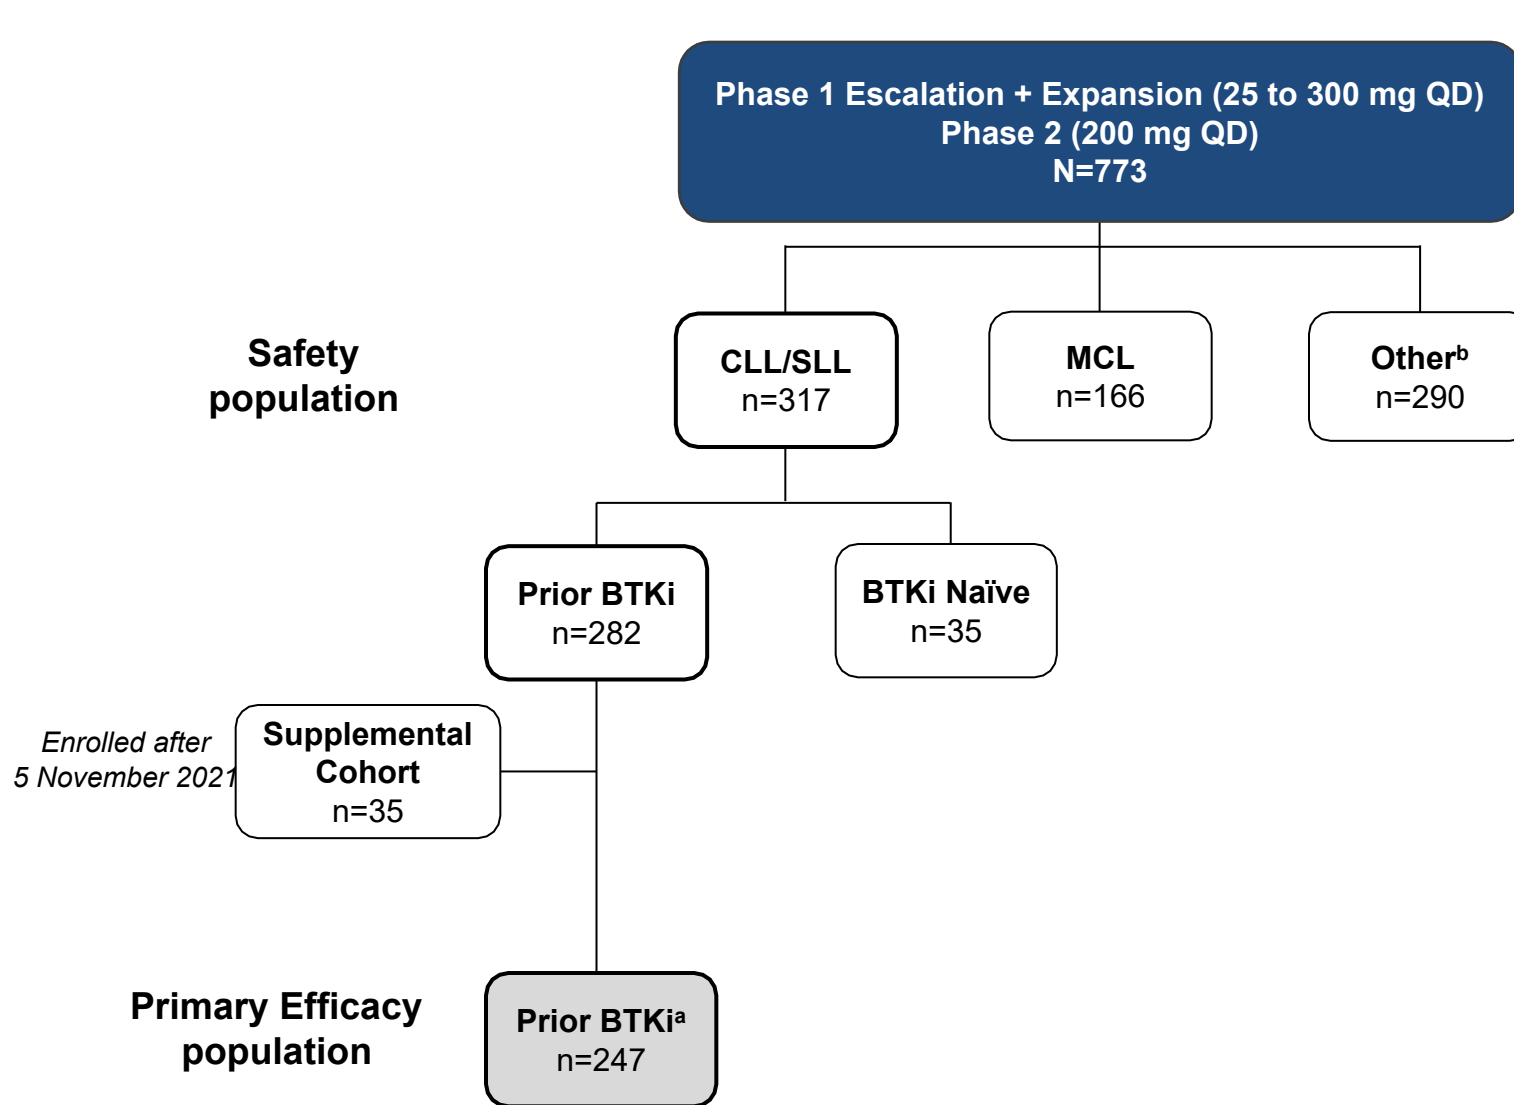 Phase 1 Escalation + Expansion (25 to 300 mg QD)
Phase 2 (200 mg QD)
N=773
Safety
population
CLL/SLL
n=317
MCL
n=166
Otherᵇ
n=290
Prior BTKi
n=282
BTKi Naïve
n=35
Enrolled after
5 November 2021
Supplemental
Cohort
n=35
Primary Efficacy
population
Prior BTKiᵃ
n=247